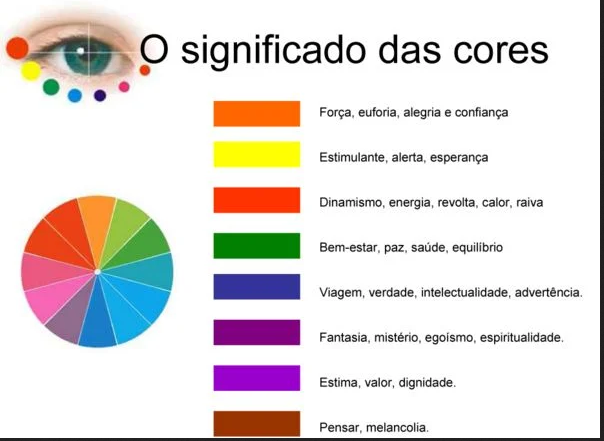 O significado das cores
Força, euforia, alegria e confiança
Estimulante, alerta, esperança
Dinamismo, energia, revolta, calor, raiva
Bem-estar, paz, saúde, equilíbrio
Viagem, verdade, intelectualidade, advertência.
Fantasia, mistério, egoísmo, espiritualidade.
Estima, valor, dignidade.
Pensar, melancolia.